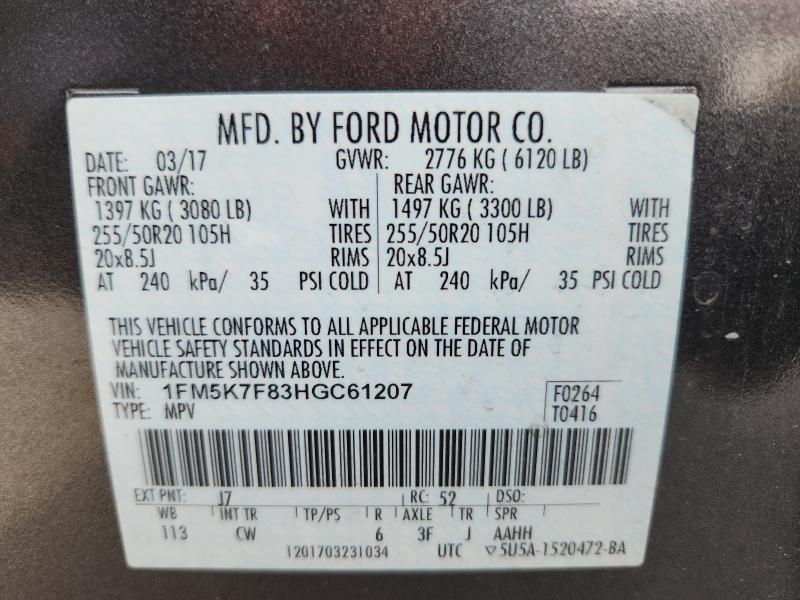 MFD. BY FORD MOTOR CO.
DATE: 03/17 GVWR: 2776 KG ( 6120 LB)
FRONT GAWR: REAR GAWR:
1397 KG ( 3080 LB) WITH 1497 KG ( 3300 LB) WITH
255/50R20 105H TIRES 255/50R20 105H TIRES
20x8.5J RIMS 20x8.5J RIMS
AT 240 kPa/ 35 PSI COLD AT 240 kPa/ 35 PSI COLD
THIS VEHICLE CONFORMS TO ALL APPLICABLE FEDERAL MOTOR
VEHICLE SAFETY STANDARDS IN EFFECT ON THE DATE OF
MANUFACTURE SHOWN ABOVE.
VIN: 1FM5K7F83HGC61207 F0264
TYPE: MPV T0416
EXT PNT: J7 RC: 52 DSO:
WB INT TR TP/PS R AXLE TR SPR
113 CW 6 3F J AAHH
1201703231034 UTC ▽5U5A-1520472-BA